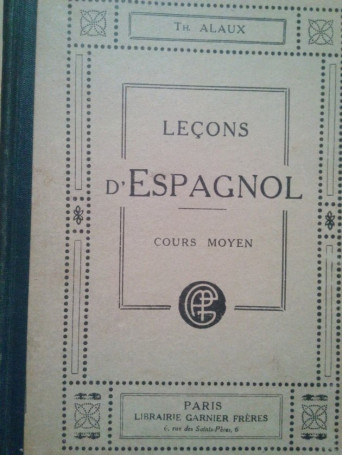 TH. ALAUX
LEÇONS
D'ESPAGNOL
COURS MOYEN
PARIS
LIBRAIRIE GARNIER FRÈRES
6, rue des Saints-Pères, 6